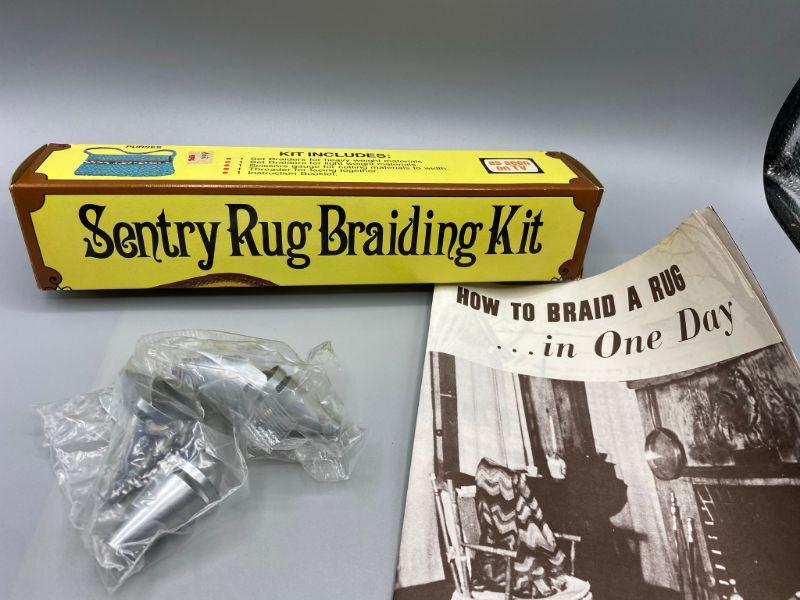 PURSES
KIT INCLUDES:
1 Set Braiders for heavy weight materials
1 Set Braiders for light weight materials
1 Scissors gauge for cutting materials to width.
1 Threader for lacing together
1 Instruction Booklet.
as seen
on TV
Sentry Rug Braiding Kit
HOW TO BRAID A RUG
...in One Day